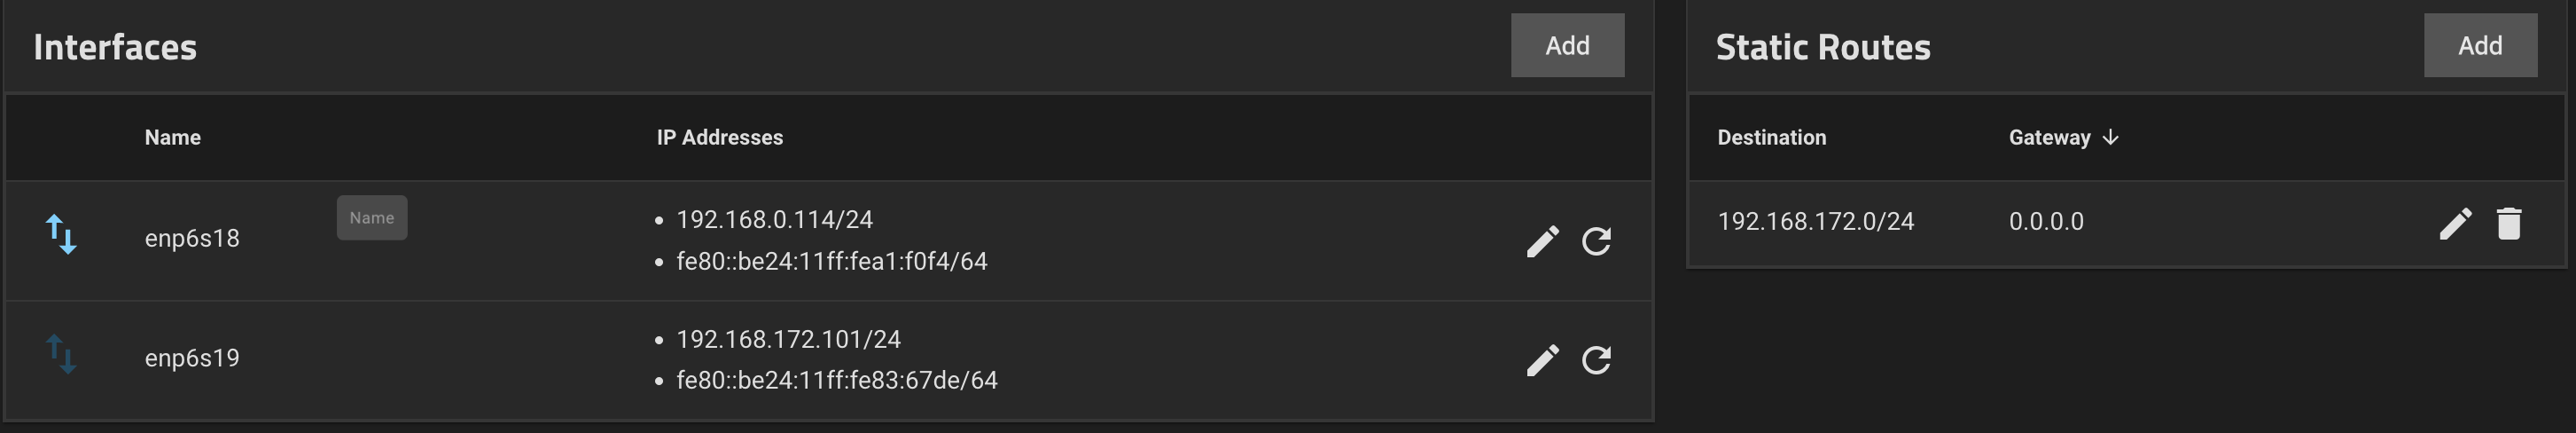 Interfaces
Add
Name
IP Addresses
enp6s18
Name
192.168.0.114/24
fe80::be24:11ff:fea1:f0f4/64
enp6s19
192.168.172.101/24
fe80::be24:11ff:fe83:67de/64
Static Routes
Add
Destination
Gateway
192.168.172.0/24
0.0.0.0